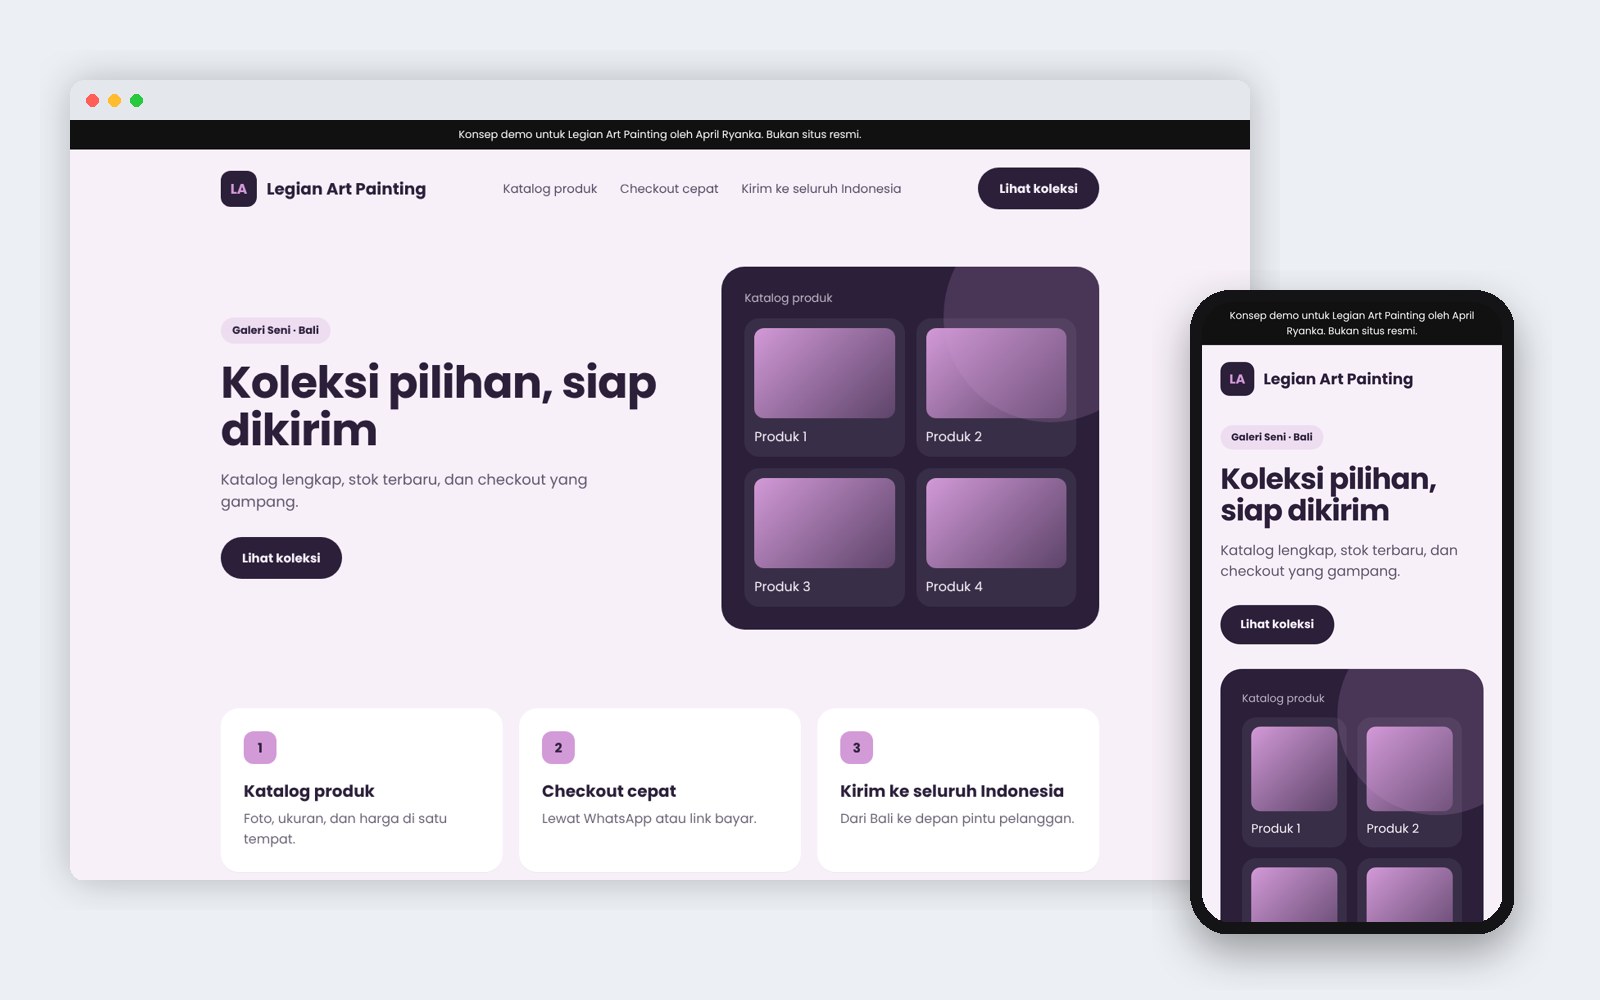 Konsep demo untuk Legian Art Painting oleh April Ryanka. Bukan situs resmi.
LA Legian Art Painting
Katalog produk Checkout cepat Kirim ke seluruh Indonesia
Lihat koleksi
Galeri Seni · Bali
Koleksi pilihan, siap
dikirim
Katalog lengkap, stok terbaru, dan checkout yang
gampang.
Lihat koleksi
Katalog produk
Produk 1
Produk 2
Produk 3
Produk 4
1
Katalog produk
Foto, ukuran, dan harga di satu
tempat.
2
Checkout cepat
Lewat WhatsApp atau link bayar.
3
Kirim ke seluruh Indonesia
Dari Bali ke depan pintu pelanggan.
Konsep demo untuk Legian Art Painting oleh April
Ryanka. Bukan situs resmi.
LA Legian Art Painting
Galeri Seni · Bali
Koleksi pilihan,
siap dikirim
Katalog lengkap, stok terbaru, dan
checkout yang gampang.
Lihat koleksi
Katalog produk
Produk 1
Produk 2